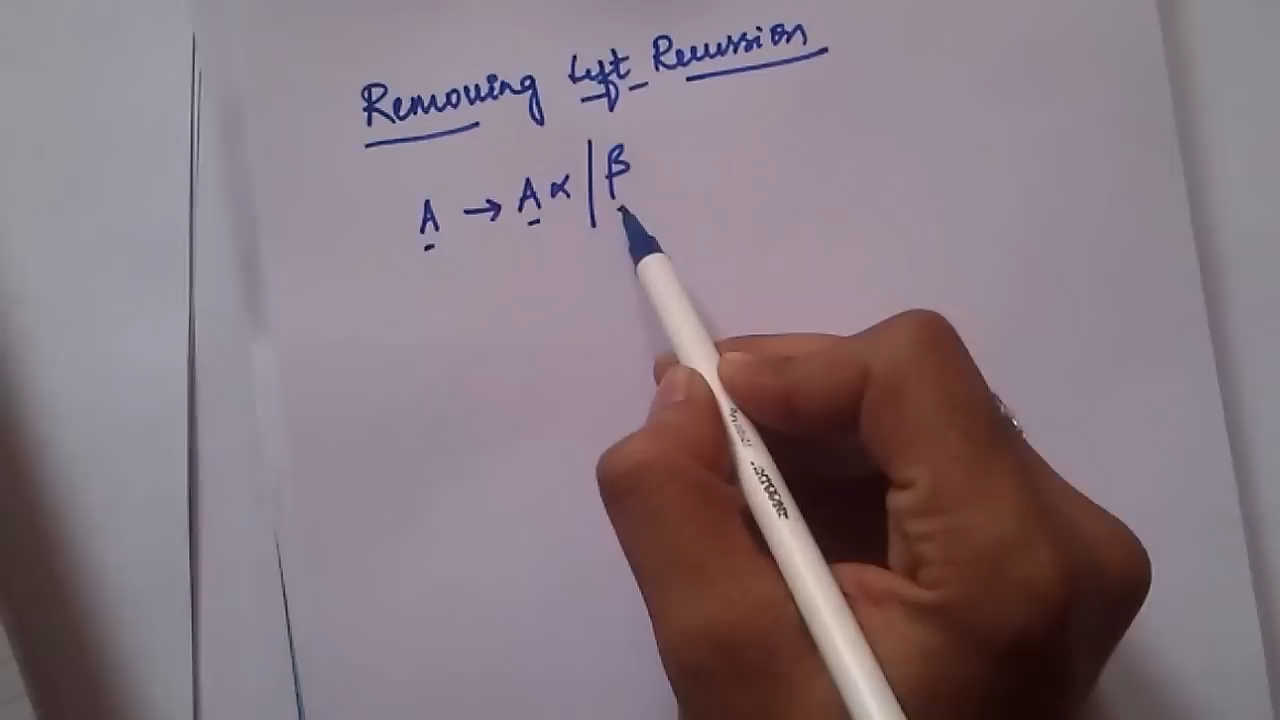 Removing Left Recursion
A → Aα | β